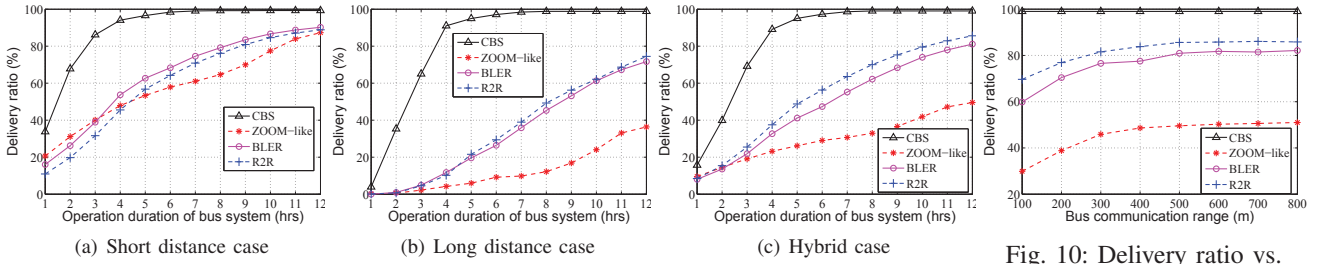 100
80
60
40
20
0
Delivery ratio (%)
CBS
ZOOM−like
BLER
R2R
1 2 3 4 5 6 7 8 9 10 11 12
Operation duration of bus system (hrs)
(a) Short distance case
100
80
60
40
20
0
Delivery ratio (%)
CBS
ZOOM−like
BLER
R2R
1 2 3 4 5 6 7 8 9 10 11 12
Operation duration of bus system (hrs)
(b) Long distance case
100
80
60
40
20
0
Delivery ratio (%)
CBS
ZOOM−like
BLER
R2R
1 2 3 4 5 6 7 8 9 10 11 12
Operation duration of bus system (hrs)
(c) Hybrid case
100
80
60
40
20
Delivery ratio (%)
CBS
ZOOM−like
BLER
R2R
100 200 300 400 500 600 700 800
Bus communication range (m)
Fig. 10: Delivery ratio vs.